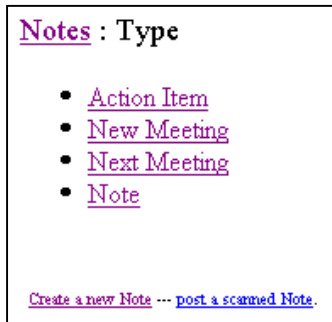 Notes : Type
Action Item
New Meeting
Next Meeting
Note
Create a new Note --- post a scanned Note.